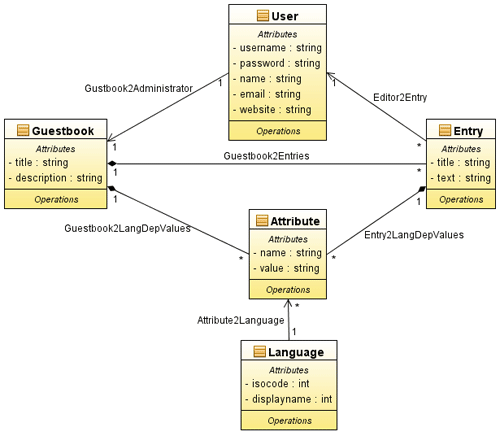 User
Attributes
- username : string
- password : string
- name : string
- email : string
- website : string
Operations
Gustbook2Administrator
1
1
Editor2Entry
1
*
Guestbook
Attributes
- title : string
- description : string
Operations
Guestbook2Entries
1
*
Entry
Attributes
- title : string
- text : string
Operations
Guestbook2LangDepValues
1
*
Entry2LangDepValues
1
*
Attribute
Attributes
- name : string
- value : string
Operations
Attribute2Language
*
1
Language
Attributes
- isocode : int
- displayname : int
Operations